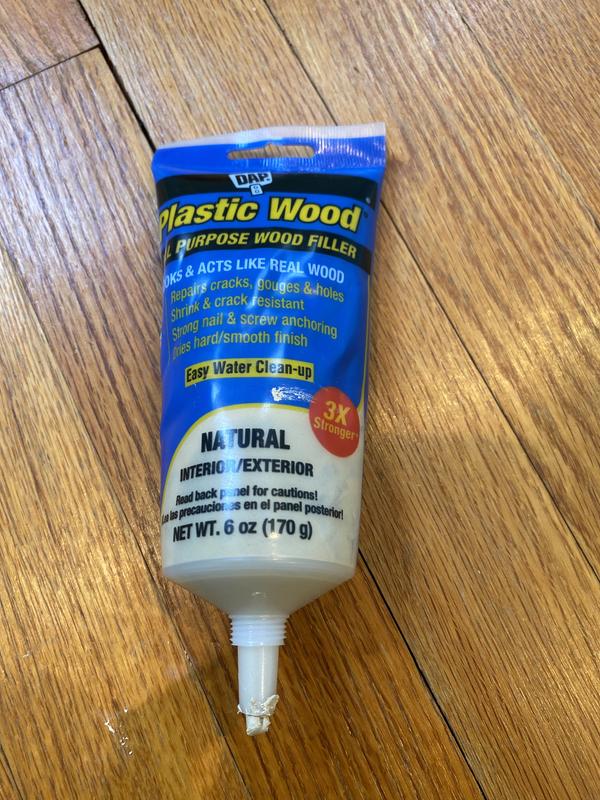 DAP
Plastic Wood
L PURPOSE WOOD FILLER
OKS & ACTS LIKE REAL WOOD
Repairs cracks, gouges & holes
Shrink & crack resistant
Strong nail & screw anchoring
Dries hard/smooth finish
Easy Water Clean-up
3X
Stronger
NATURAL
INTERIOR/EXTERIOR
Read back panel for cautions!
ea las precauciones en el panel posterior!
NET WT. 6 oz (170 g)